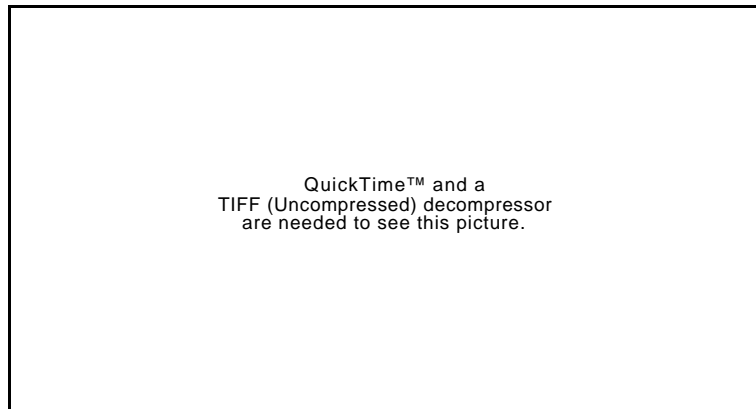 QuickTime™ and a
TIFF (Uncompressed) decompressor
are needed to see this picture.